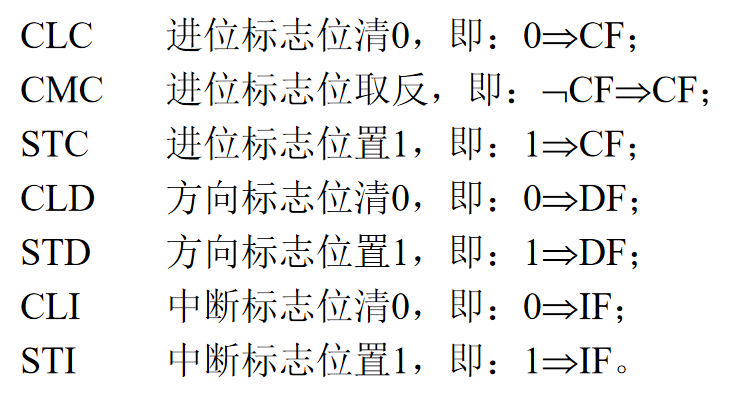 CLC 进位标志位清0，即：0⇒CF；
CMC 进位标志位取反，即：¬CF⇒CF；
STC 进位标志位置1，即：1⇒CF；
CLD 方向标志位清0，即：0⇒DF；
STD 方向标志位置1，即：1⇒DF；
CLI 中断标志位清0，即：0⇒IF；
STI 中断标志位置1，即：1⇒IF。